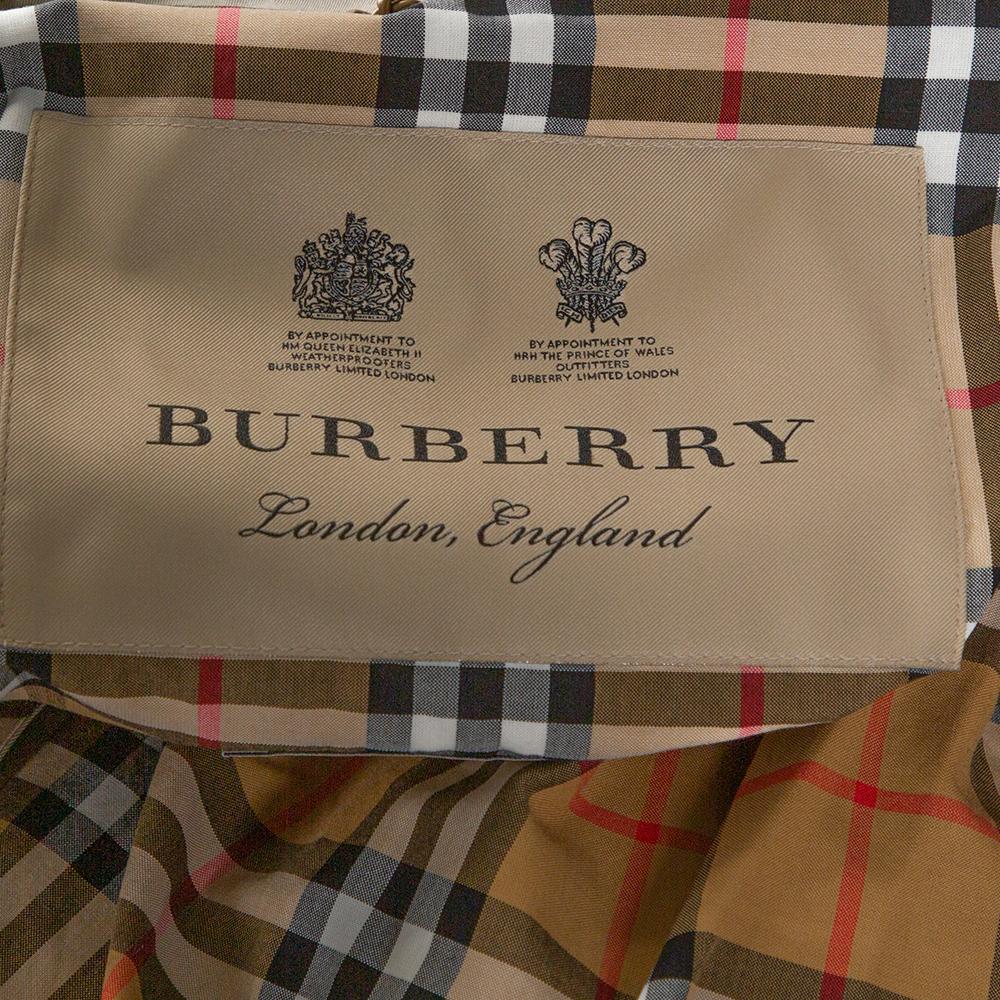 BY APPOINTMENT TO
HM QUEEN ELIZABETH II
WEATHERPROOFERS
BURBERRY LIMITED LONDON
BY APPOINTMENT TO
HRH THE PRINCE OF WALES
OUTFITTERS
BURBERRY LIMITED LONDON
BURBERRY
London, England